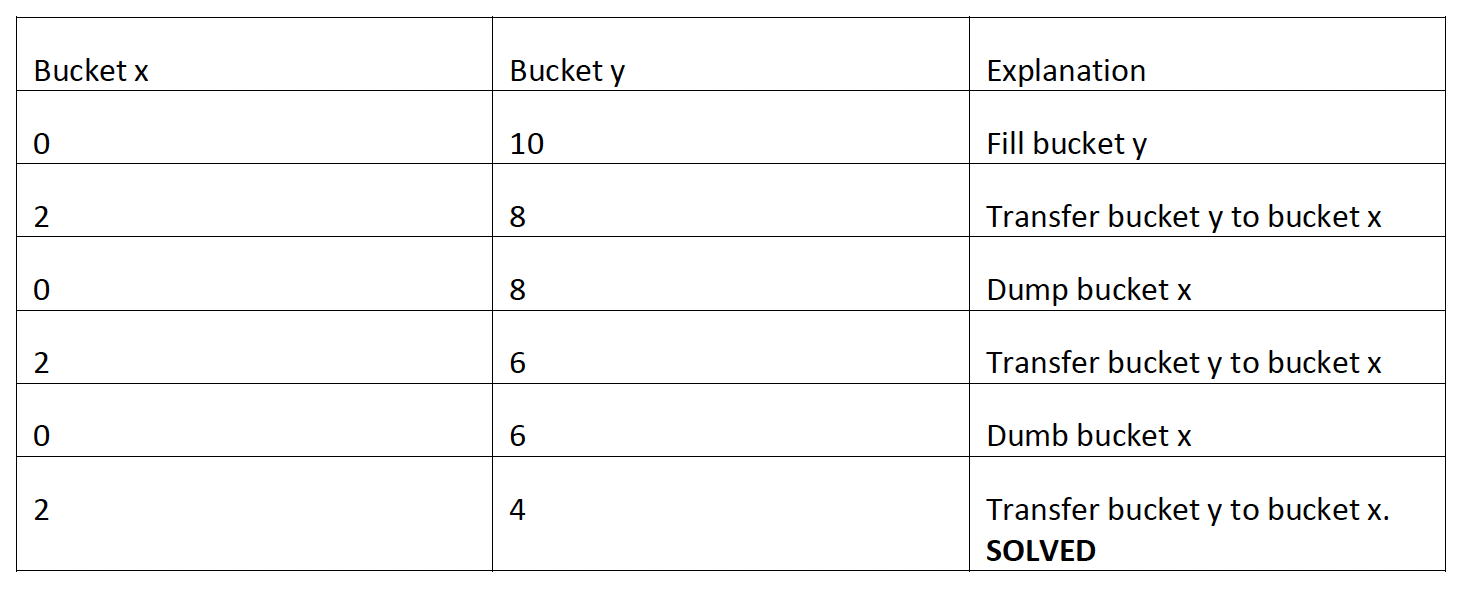 Bucket x Bucket y Explanation
0 10 Fill bucket y
2 8 Transfer bucket y to bucket x
0 8 Dump bucket x
2 6 Transfer bucket y to bucket x
0 6 Dumb bucket x
2 4 Transfer bucket y to bucket x.
SOLVED